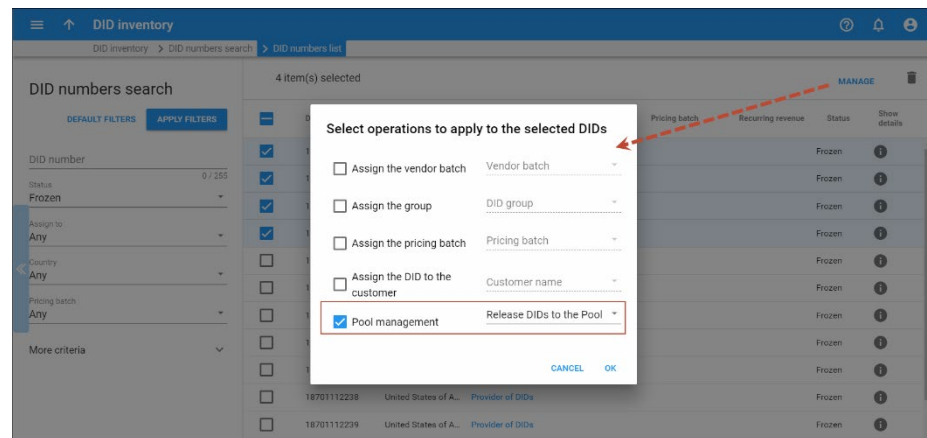 DID inventory
DID inventory > DID numbers search > DID numbers list
DID numbers search
DEFAULT FILTERS
APPLY FILTERS
DID number
0 / 255
Status
Frozen
Assign to
Any
Country
Any
Pricing batch
Any
More criteria
4 item(s) selected
MANAGE
Pricing batch Recurring revenue Status Show details
Frozen
Frozen
Frozen
Frozen
Frozen
Frozen
Frozen
Frozen
Frozen
18701112238 United States of A... Provider of DIDs Frozen
18701112239 United States of A... Provider of DIDs Frozen
Select operations to apply to the selected DIDs
Assign the vendor batch Vendor batch
Assign the group DID group
Assign the pricing batch Pricing batch
Assign the DID to the
customer
Customer name
Pool management Release DIDs to the Pool
CANCEL OK